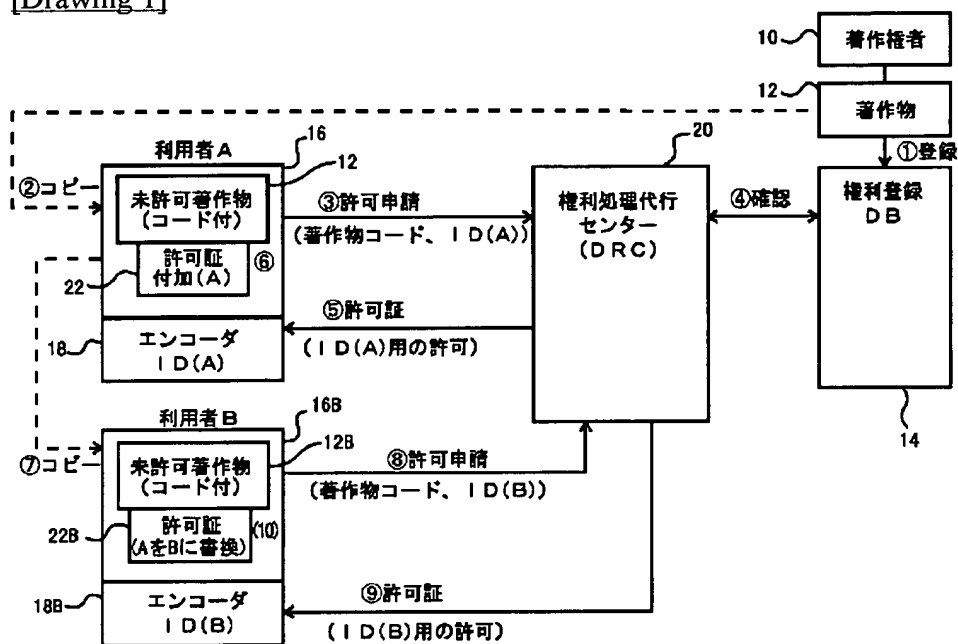 [Drawing 1]
10
著作権者
12
著作物
①登録
20
利用者A
16
12
②コピー
未許可著作物
(コード付)
③許可申請
(著作物コード、ID(A))
権利処理代行
センター
(DRC)
④確認
権利登録
DB
許可証
付加(A)
⑥
22
⑤許可証
(ID(A)用の許可)
18
エンコーダ
ID(A)
14
利用者B
16B
12B
⑦コピー
未許可著作物
(コード付)
⑧許可申請
(著作物コード、ID(B))
許可証
(AをBに書換)
(10)
22B
⑨許可証
(ID(B)用の許可)
18B
エンコーダ
ID(B)